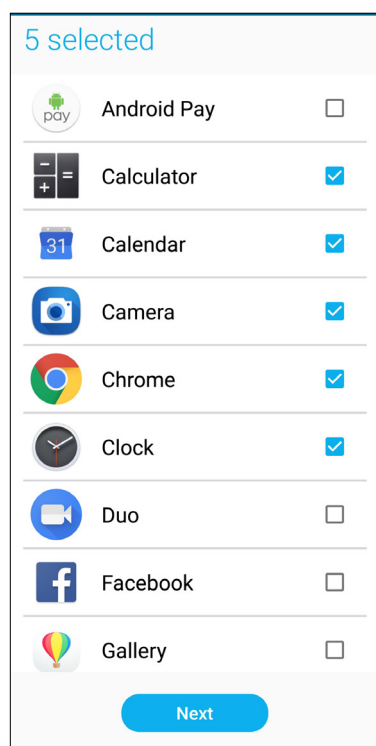 5 selected
pay
Android Pay
Calculator
31
Calendar
Camera
Chrome
Clock
Duo
f
Facebook
Gallery
Next